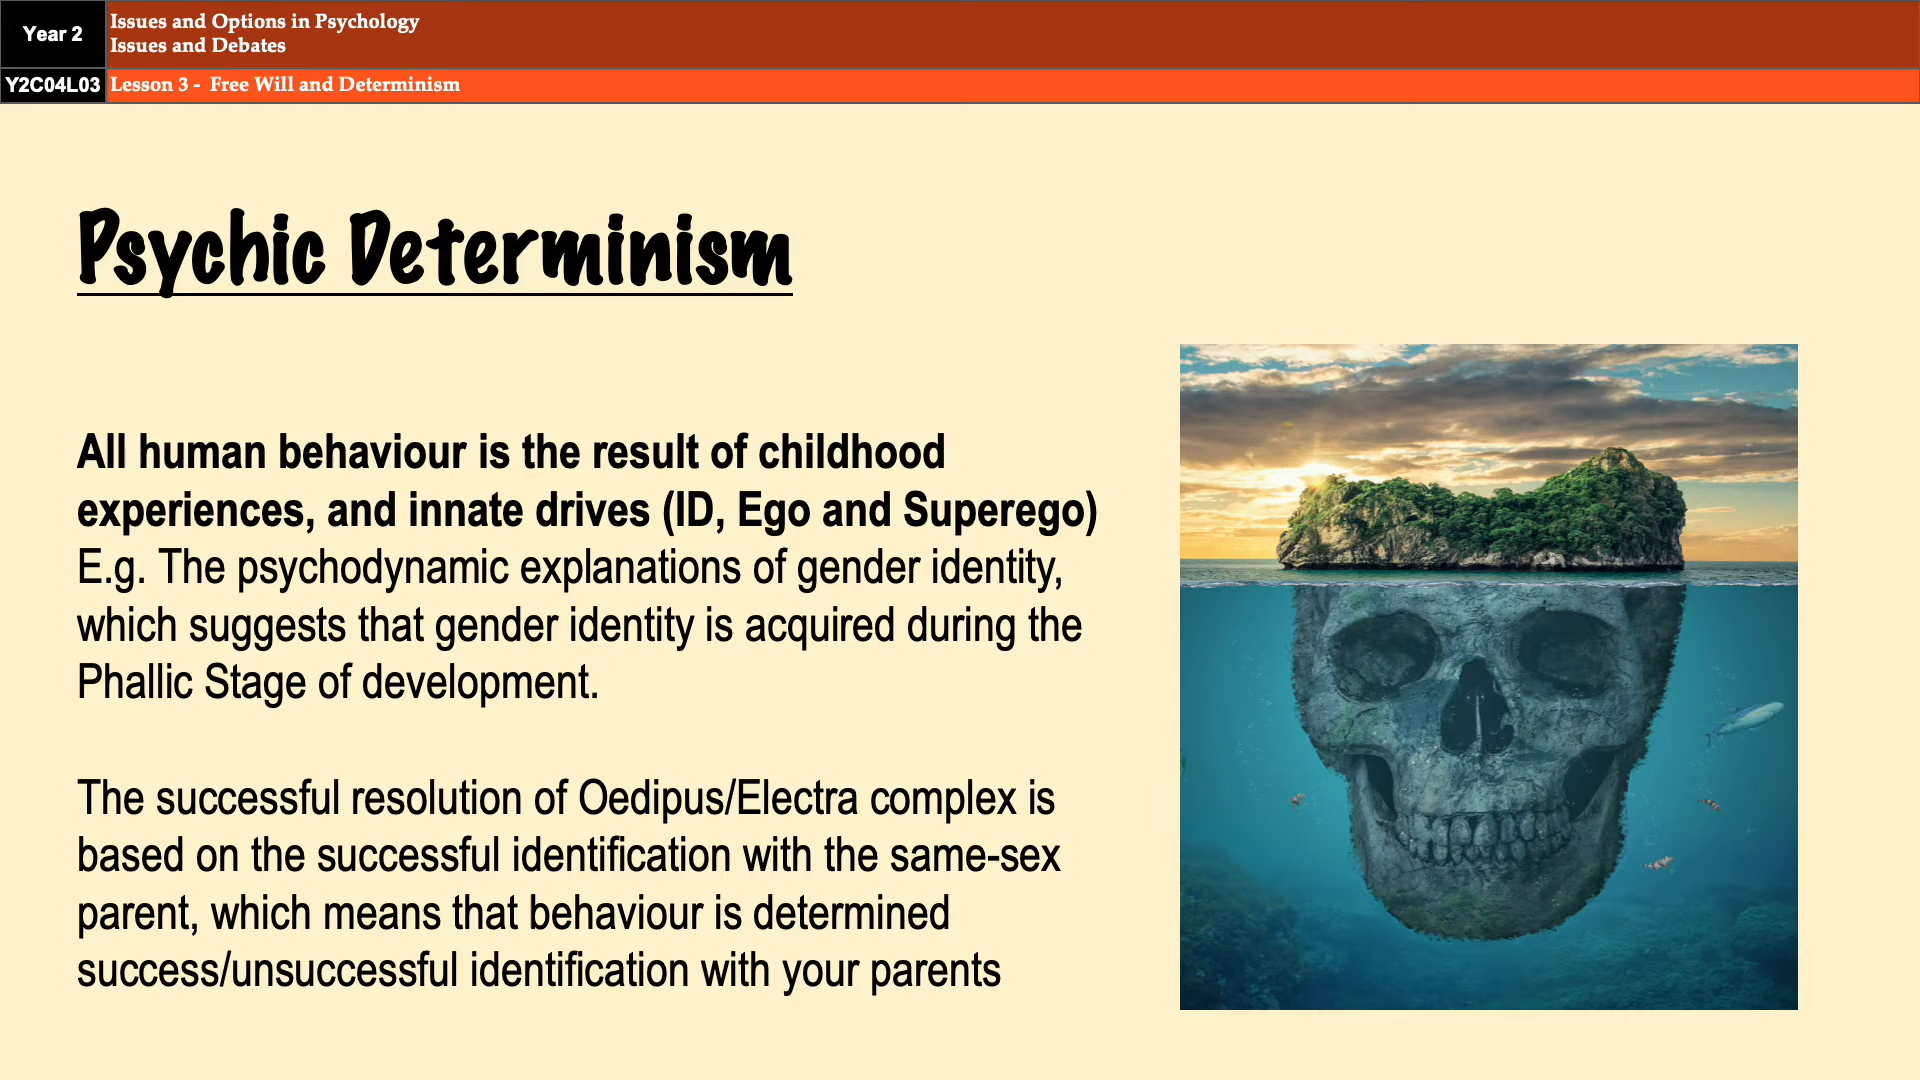 Year 2
Issues and Options in Psychology
Issues and Debates
Y2C04L03
Lesson 3 -  Free Will and Determinism
Psychic Determinism
All human behaviour is the result of childhood
experiences, and innate drives (ID, Ego and Superego)
E.g. The psychodynamic explanations of gender identity,
which suggests that gender identity is acquired during the
Phallic Stage of development.
The successful resolution of Oedipus/Electra complex is
based on the successful identification with the same-sex
parent, which means that behaviour is determined
success/unsuccessful identification with your parents